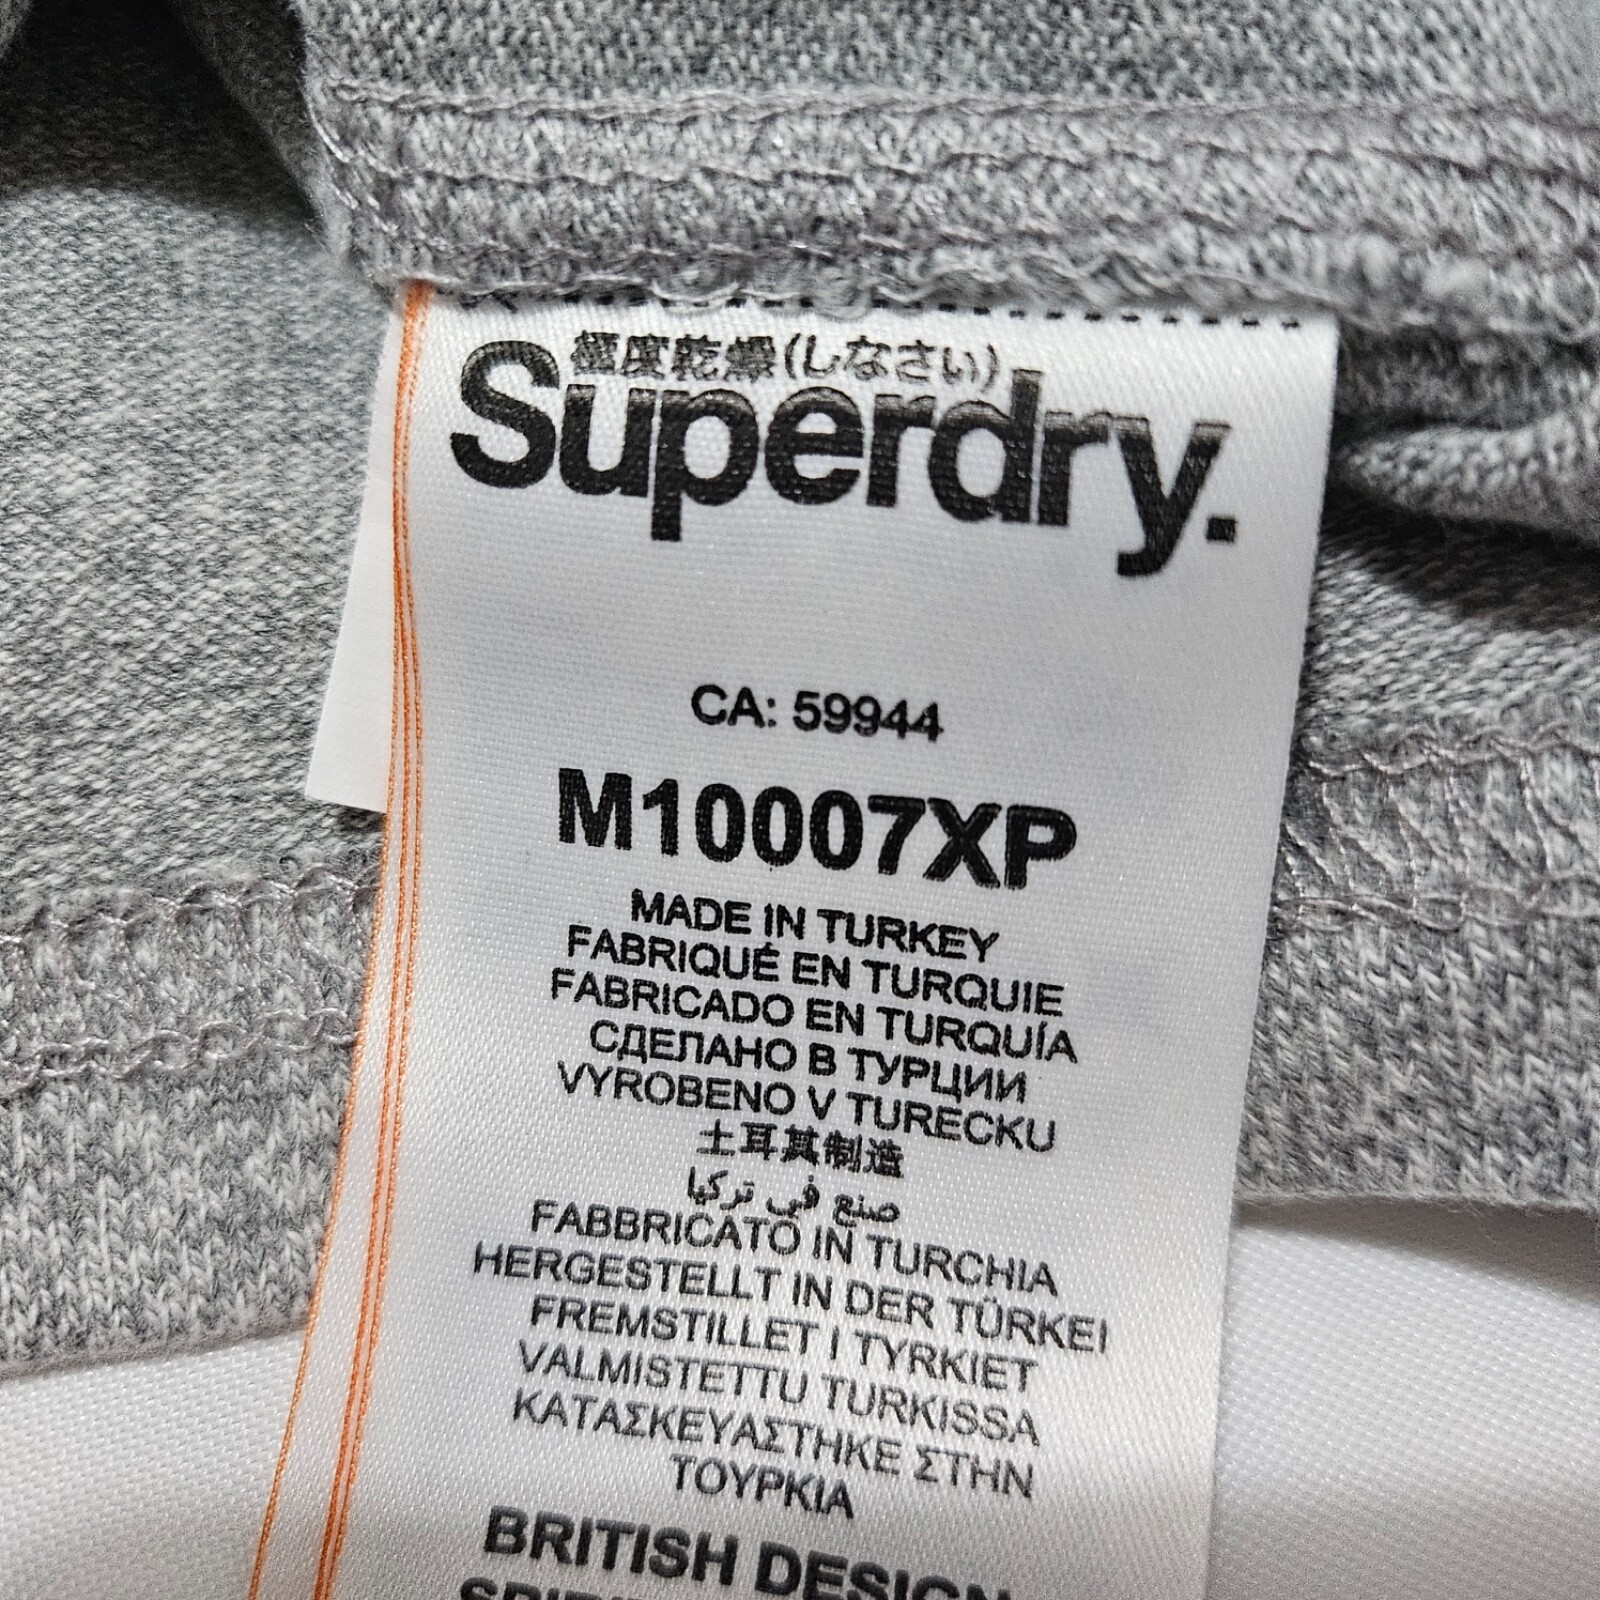 極度乾燥(しなさい)
Superdry.
CA: 59944
M10007XP
MADE IN TURKEY
FABRIQUÉ EN TURQUIE
FABRICADO EN TURQUÍA
СДЕЛАНО В ТУРЦИИ
VYROBENO V TURECKU
土耳其制造
صنع في تركيا
FABBRICATO IN TURCHIA
HERGESTELLT IN DER TÜRKEI
FREMSTILLET I TYRKIET
VALMISTETTU TURKISSA
ΚΑΤΑΣΚΕΥΑΣΤΗΚΕ ΣΤΗΝ
ΤΟΥΡΚΙΑ
BRITISH DESIGN